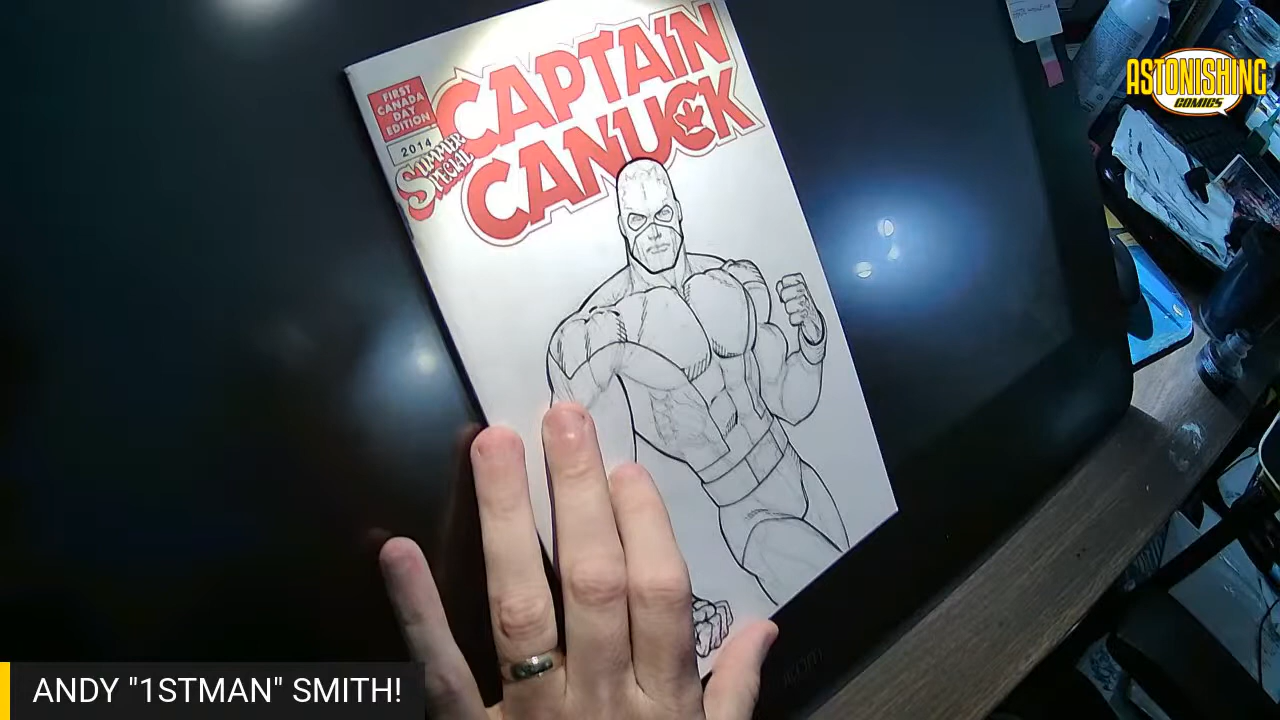 FIRST
CANADA
DAY
EDITION
2014
SUMMER
SPECIAL
CAPTAIN
CANUCK
ASTONISHING
COMICS
ANDY "1STMAN" SMITH!